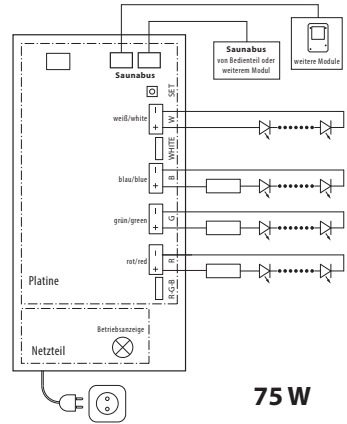 Saunabus
von Bedienteil oder
weiterem Modul
weitere Module
Saunabus
SET
weiß/white
W
WHITE
blau/blue
B
grün/green
G
rot/red
R
R-G-B
Platine
Betriebsanzeige
Netzteil
75 W